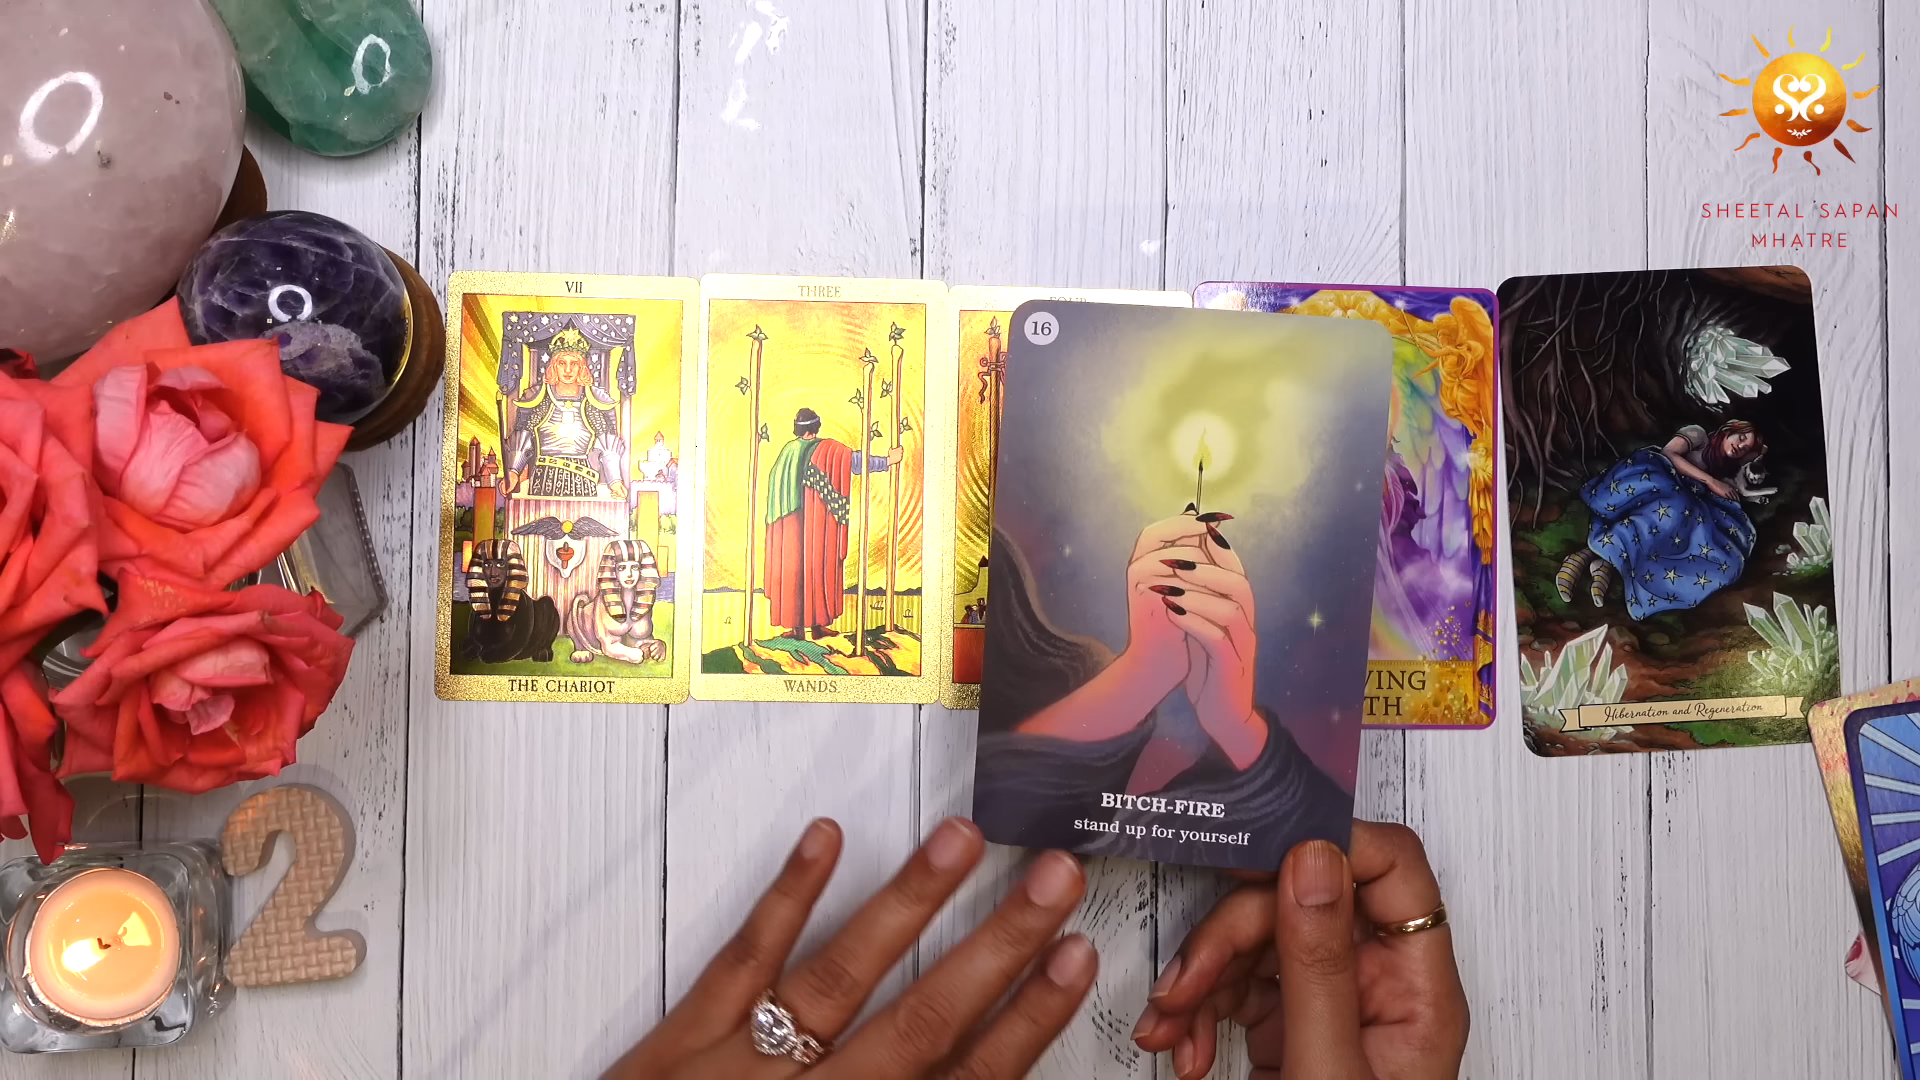 SHEETAL SAPAN
MHATRE
VII
THE CHARIOT
THREE
WANDS
16
BITCH-FIRE
stand up for yourself
VING
TH
Hibernation and Regeneration
2